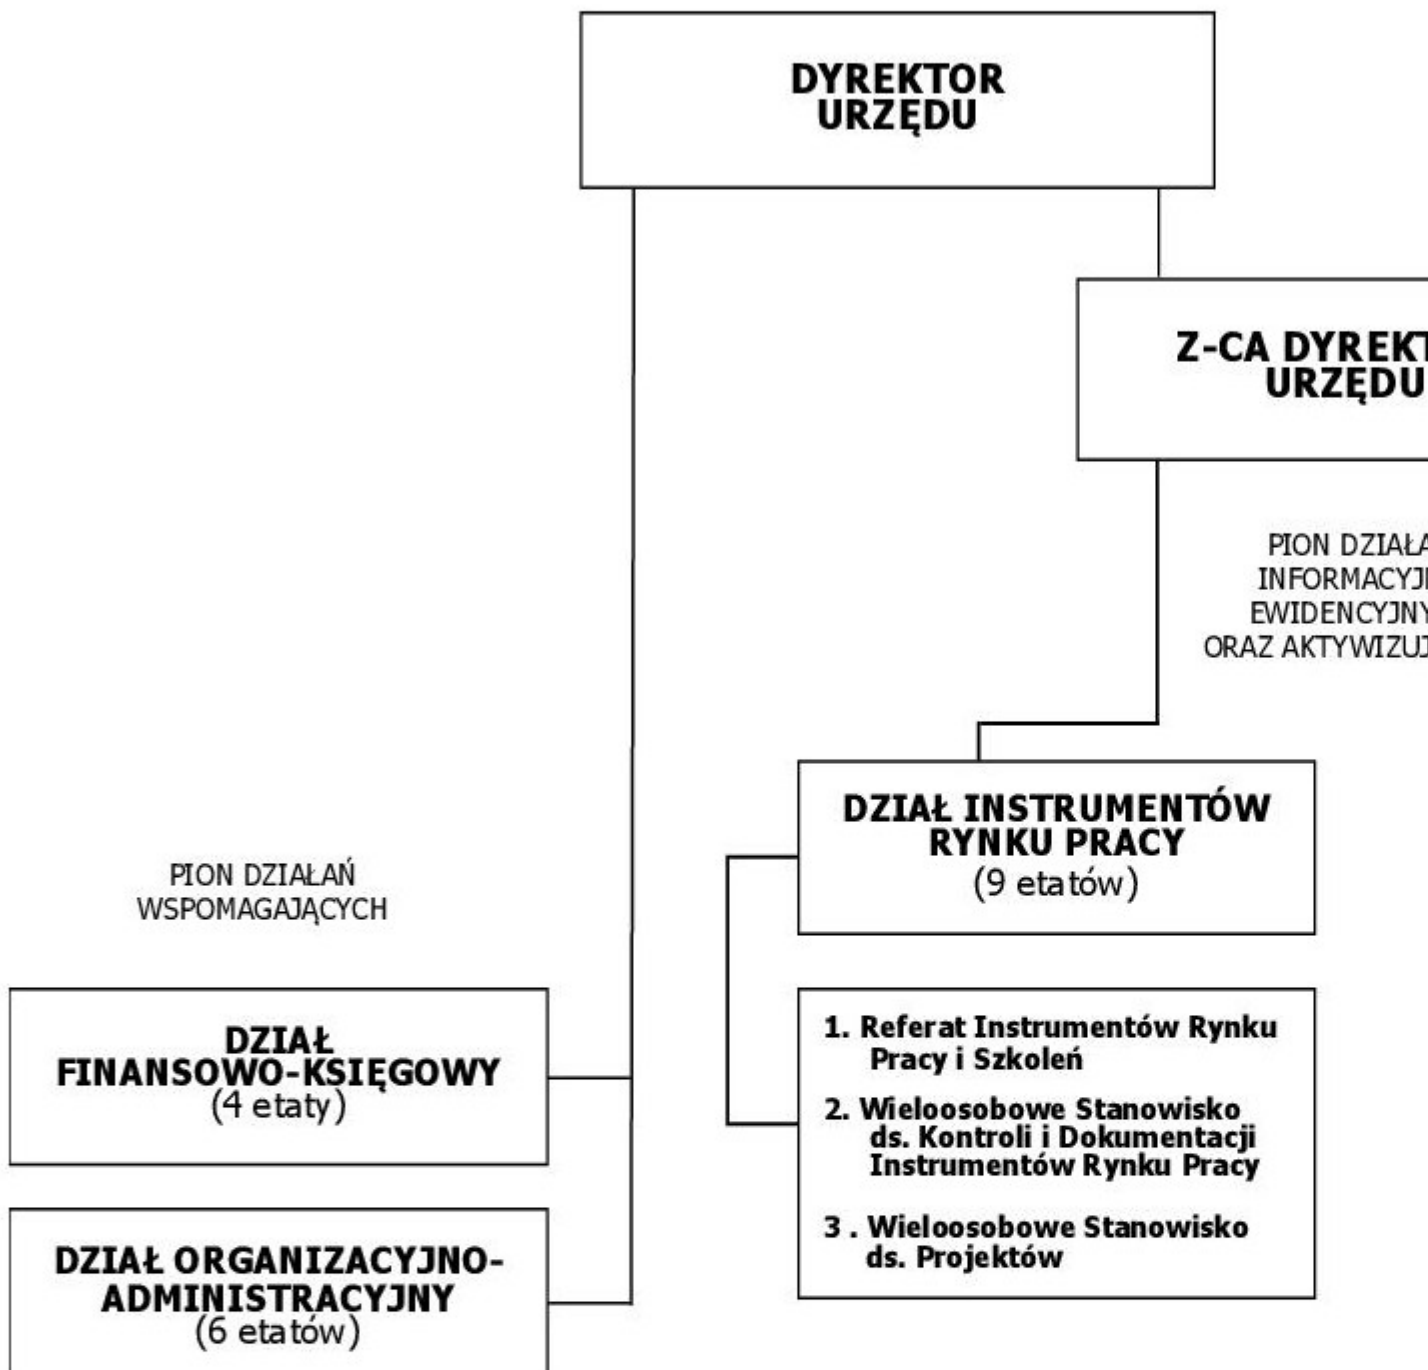 DYREKTOR
URZĘDU
Z-CA DYREKT
URZĘDU
PION DZIAŁA
INFORMACYJN
EWIDENCYJNY
ORAZ AKTYWIZUJ
DZIAŁ INSTRUMENTÓW
RYNKU PRACY
(9 etatów)
1. Referat Instrumentów Rynku
Pracy i Szkoleń
2. Wieloosobowe Stanowisko
ds. Kontroli i Dokumentacji
Instrumentów Rynku Pracy
3 . Wieloosobowe Stanowisko
ds. Projektów
PION DZIAŁAŃ
WSPOMAGAJĄCYCH
DZIAŁ
FINANSOWO-KSIĘGOWY
(4 etaty)
DZIAŁ ORGANIZACYJNO-
ADMINISTRACYJNY
(6 etatów)